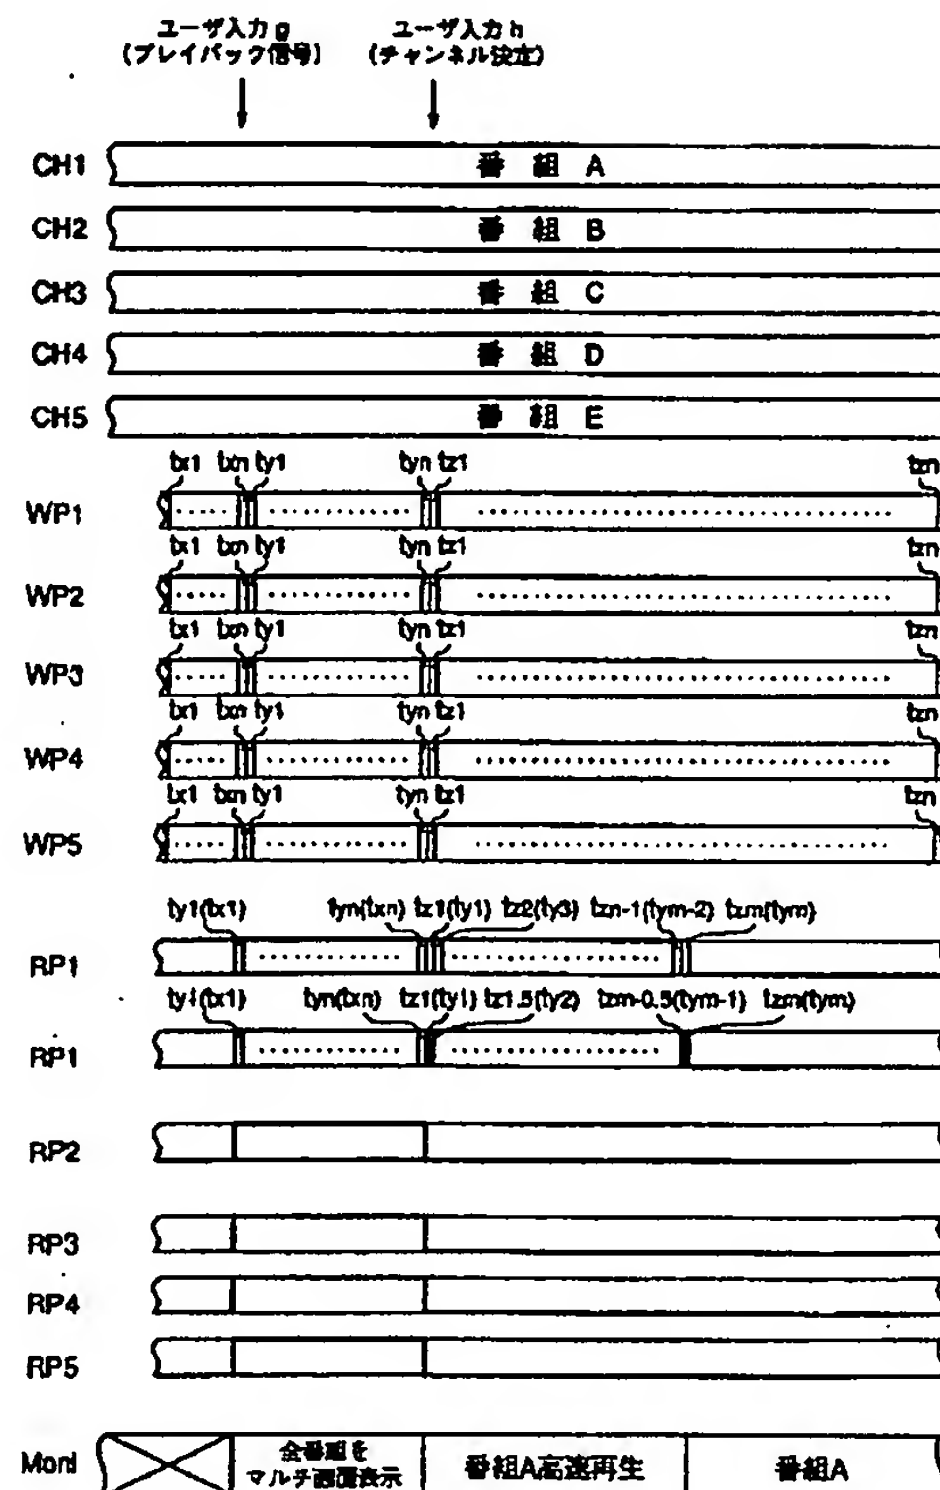 ユーザ入力 g ユーザ入力 h
(プレイバック信号) (チャンネル決定)
CH1 番 組 A
CH2 番 組 B
CH3 番 組 C
CH4 番 組 D
CH5 番 組 E
tx1 txn ty1 tyn tz1 tzn
WP1
tx1 txn ty1 tyn tz1 tzn
WP2
tx1 txn ty1 tyn tz1 tzn
WP3
tx1 txn ty1 tyn tz1 tzn
WP4
tx1 txn ty1 tyn tz1 tzn
WP5
ty1(tx1) tyn(txn) tz1(ty1) tz2(ty3) tzn-1(tym-2) tzm(tym)
RP1
ty1(tx1) tyn(txn) tz1(ty1) tz1.5(ty2) tzm-0.5(tym-1) tzm(tym)
RP1
RP2
RP3
RP4
RP5
Moni 全番組を
マルチ画面表示 番組A高速再生 番組A